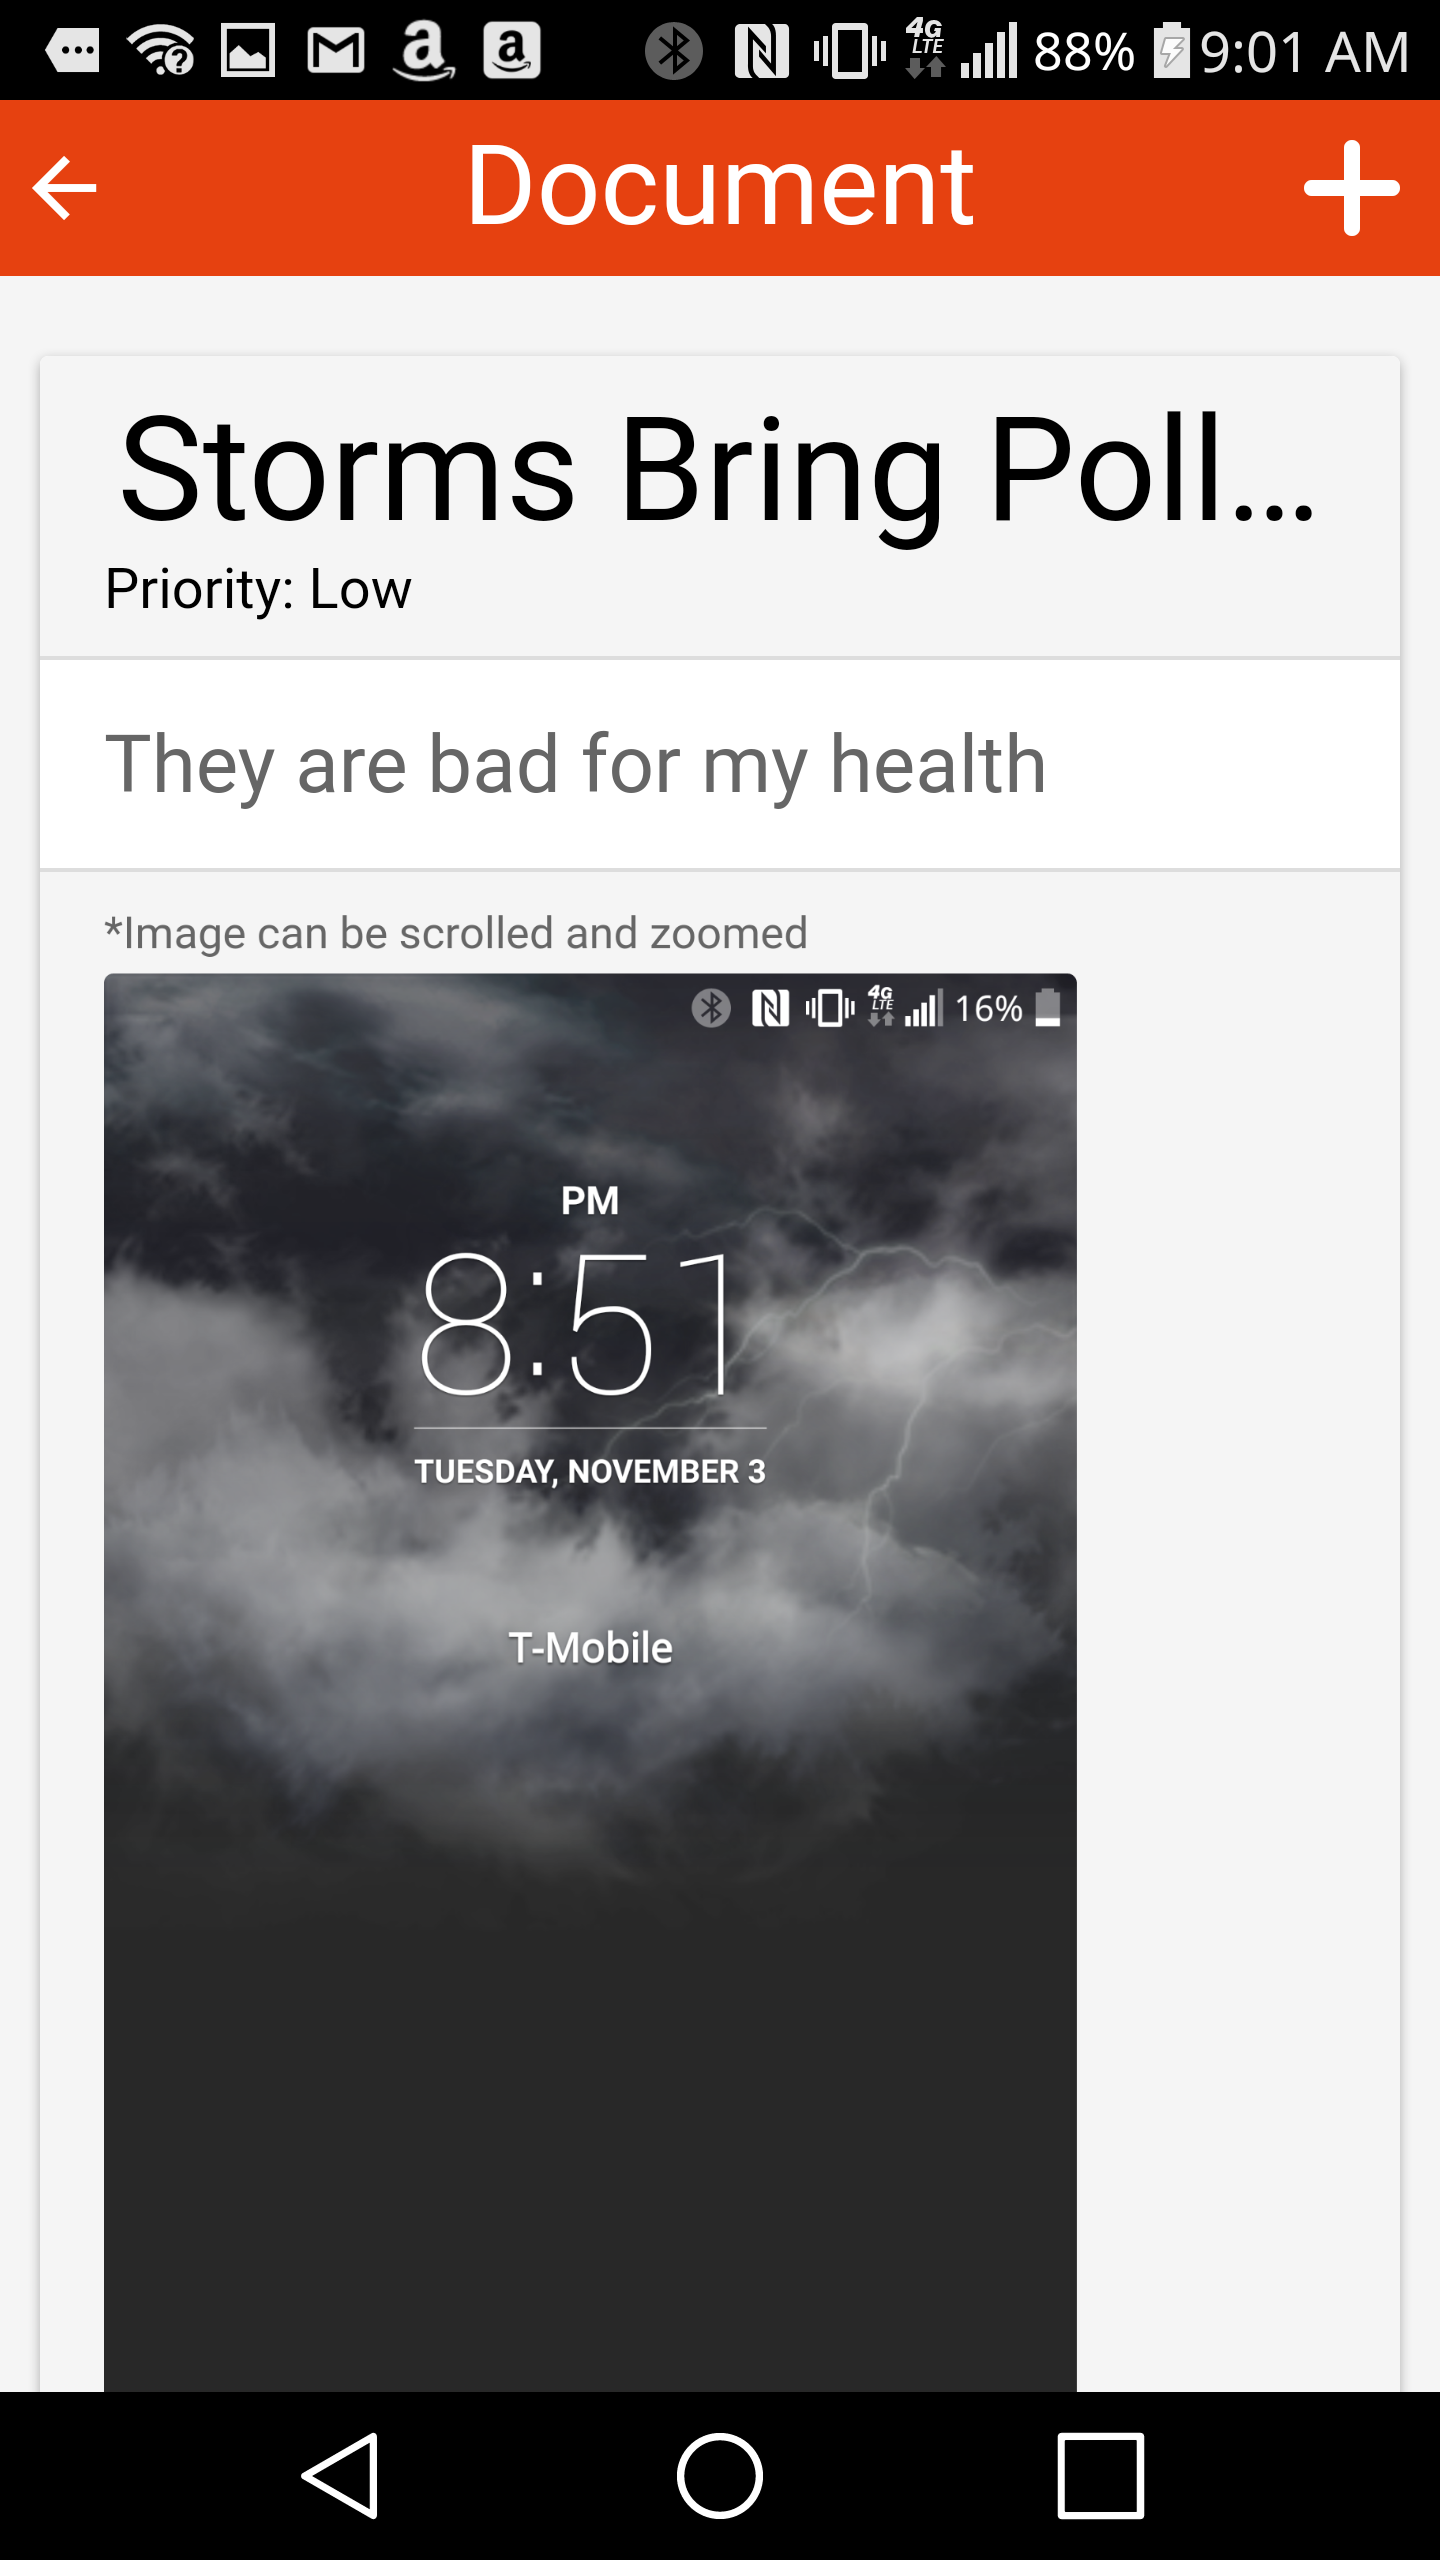 4G LTE 88% 9:01 AM
Document
Storms Bring Poll...
Priority: Low
They are bad for my health
*Image can be scrolled and zoomed
4G LTE 16%
PM
8:51
TUESDAY, NOVEMBER 3
T-Mobile